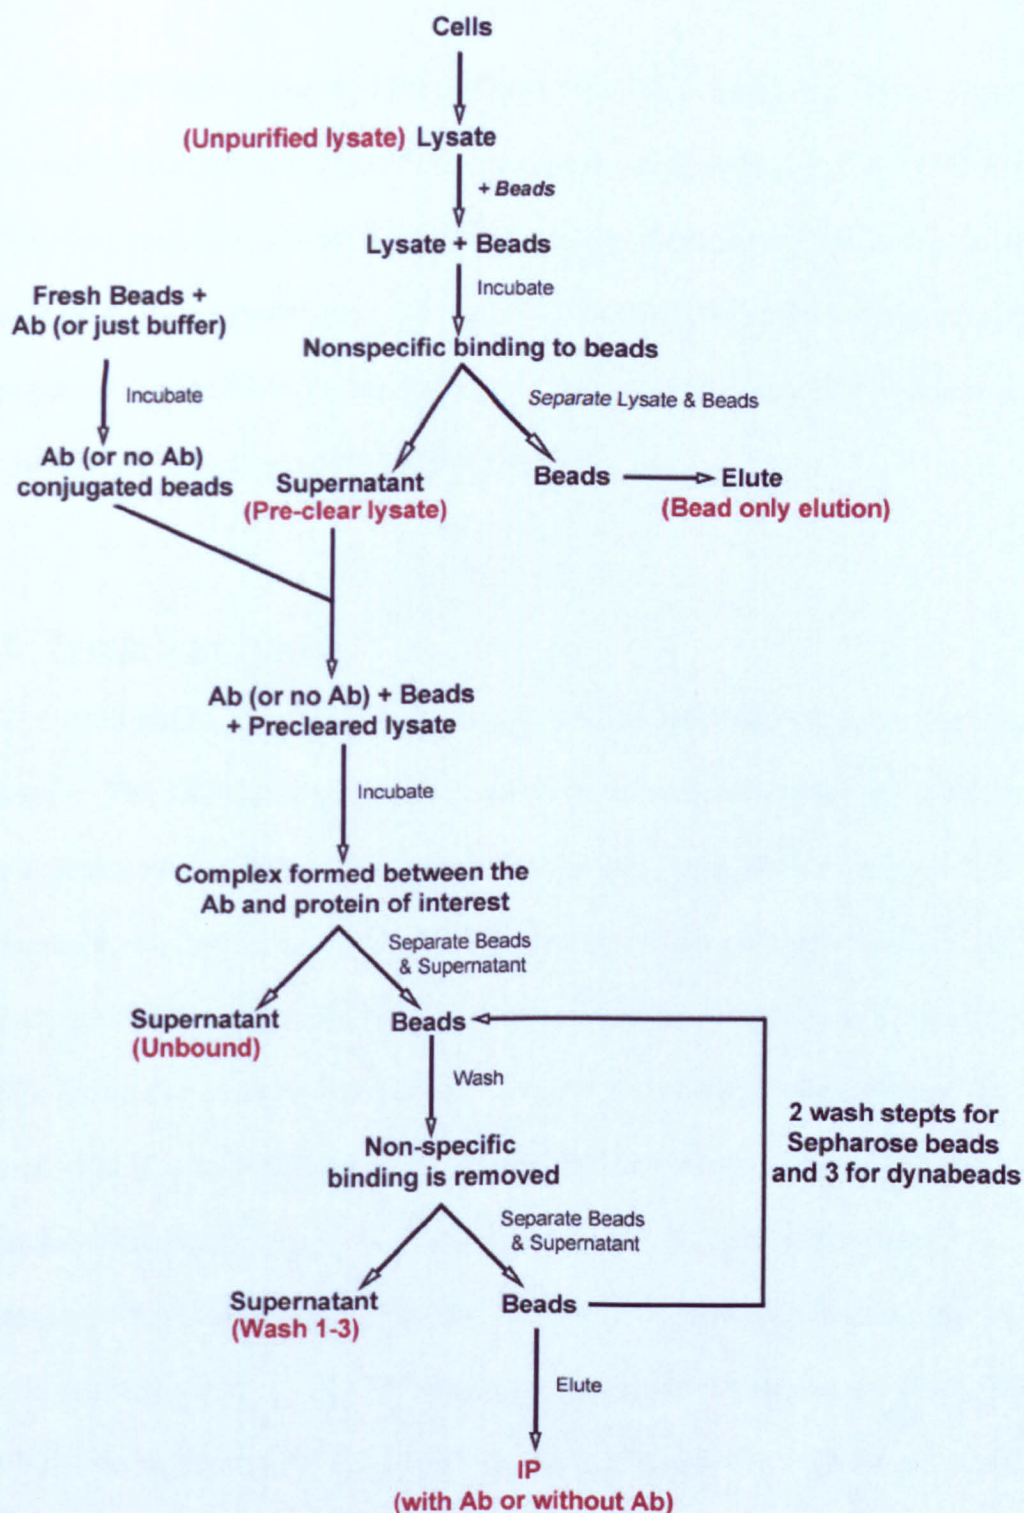 Cells
(Unpurified lysate) Lysate
+ Beads
Lysate + Beads
Incubate
Fresh Beads +
Ab (or just buffer)
Nonspecific binding to beads
Incubate
Separate Lysate & Beads
Ab (or no Ab)
conjugated beads
Supernatant
(Pre-clear lysate)
Beads
Elute
(Bead only elution)
Ab (or no Ab) + Beads
+ Precleared lysate
Incubate
Complex formed between the
Ab and protein of interest
Separate Beads
& Supernatant
Supernatant
(Unbound)
Beads
Wash
2 wash stepts for
Sepharose beads
and 3 for dynabeads
Non-specific
binding is removed
Separate Beads
& Supernatant
Supernatant
(Wash 1-3)
Beads
Elute
IP
(with Ab or without Ab)